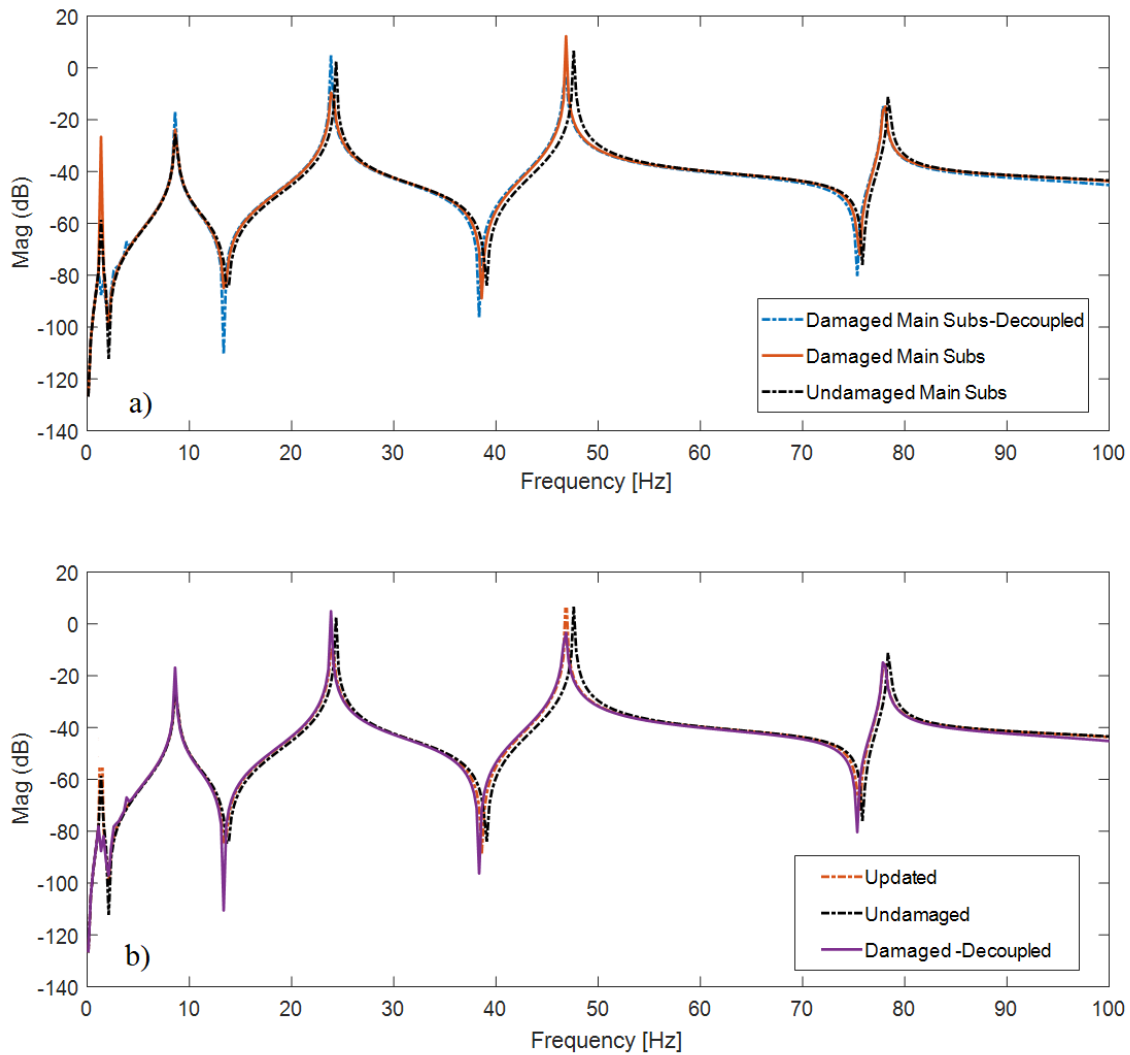 20
0
-20
-40
-60
-80
-100
-120
-140
Mag (dB)
a)
Damaged Main Subs-Decoupled
Damaged Main Subs
Undamaged Main Subs
0 10 20 30 40 50 60 70 80 90 100
Frequency [Hz]
20
0
-20
-40
-60
-80
-100
-120
-140
Mag (dB)
b)
Updated
Undamaged
Damaged -Decoupled
0 10 20 30 40 50 60 70 80 90 100
Frequency [Hz]